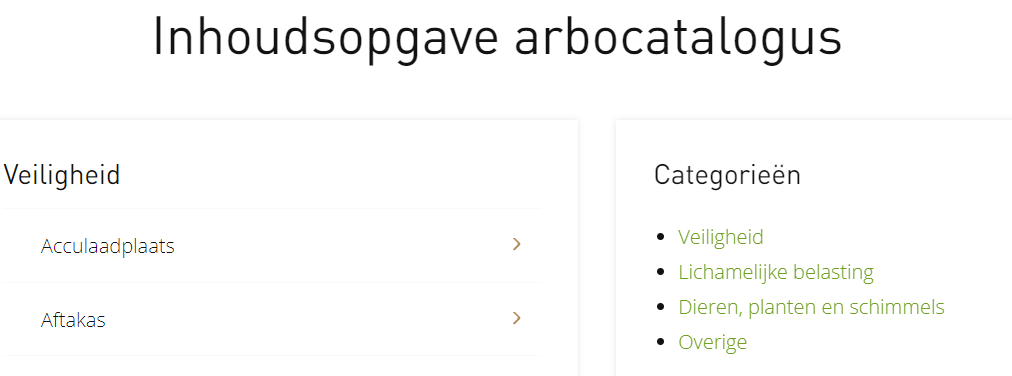 Inhoudsopgave arbocatalogus
Veiligheid
Acculaadplaats
Aftakas
Categorieën
Veiligheid
Lichamelijke belasting
Dieren, planten en schimmels
Overige